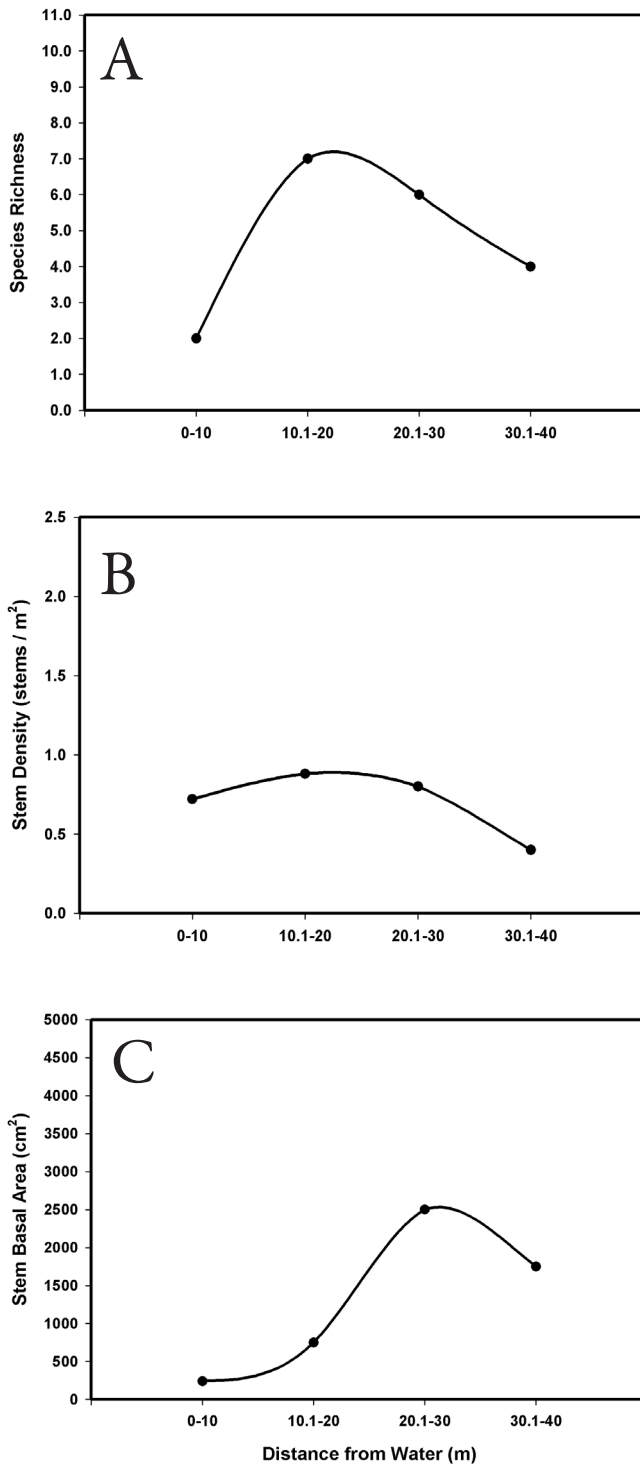 A
Species Richness
11.0
10.0
9.0
8.0
7.0
6.0
5.0
4.0
3.0
2.0
1.0
0.0
0-10 10.1-20 20.1-30 30.1-40
B
Stem Density (stems / m²)
2.5
2.0
1.5
1.0
0.5
0.0
0-10 10.1-20 20.1-30 30.1-40
C
Stem Basal Area (cm²)
5000
4500
4000
3500
3000
2500
2000
1500
1000
500
0
0-10 10.1-20 20.1-30 30.1-40
Distance from Water (m)